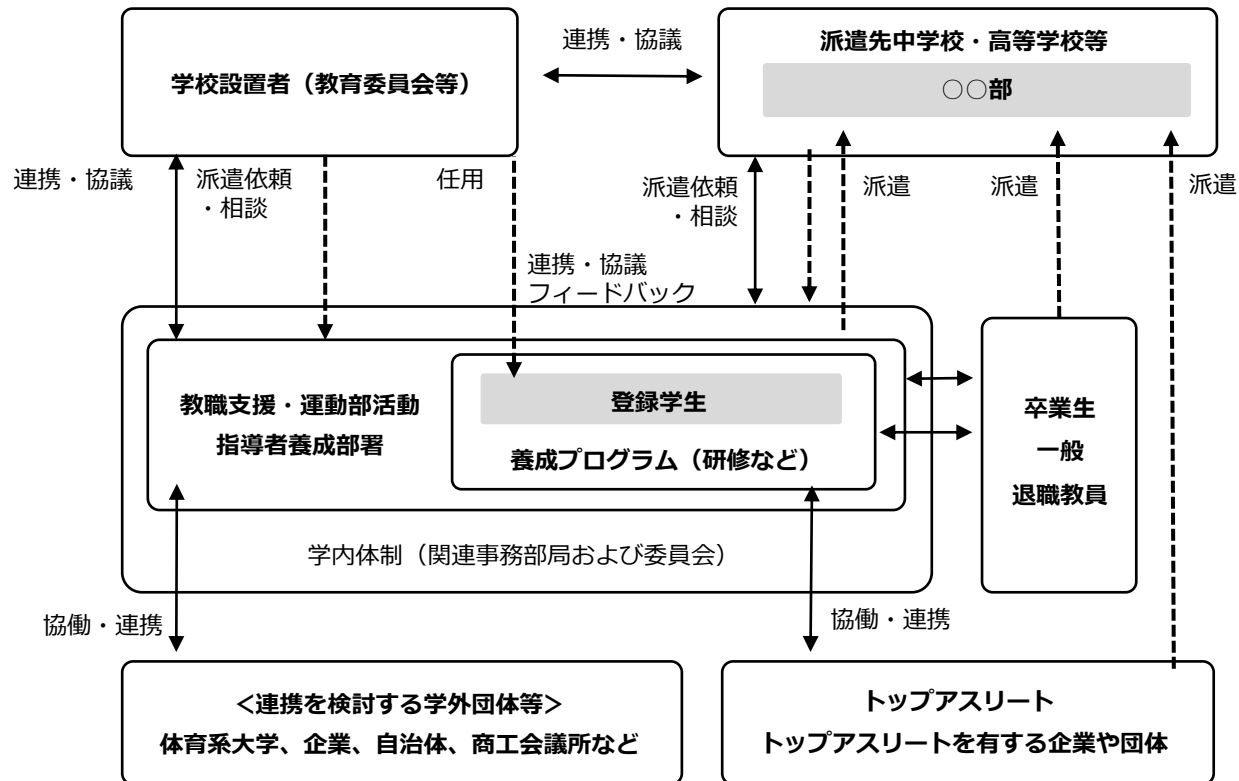 連携・協議
派遣先中学校・高等学校等
学校設置者（教育委員会等）
○○部
連携・協議
派遣依頼
・相談
任用
派遣依頼
・相談
派遣
派遣
派遣
連携・協議
フィードバック
教職支援・運動部活動
指導者養成部署
登録学生
養成プログラム（研修など）
卒業生
一般
退職教員
学内体制（関連事務部局および委員会）
協働・連携
協働・連携
＜連携を検討する学外団体等＞
体育系大学、企業、自治体、商工会議所など
トップアスリート
トップアスリートを有する企業や団体